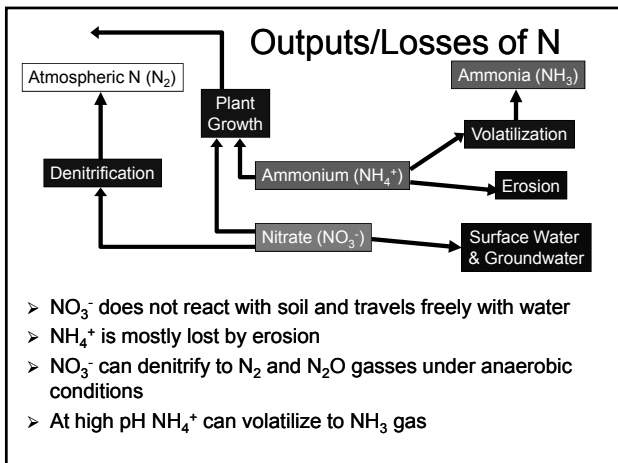 Outputs/Losses of N
Atmospheric N (N₂)
Ammonia (NH₃)
Plant
Growth
Volatilization
Denitrification
Ammonium (NH₄⁺)
Erosion
Nitrate (NO₃⁻)
Surface Water
& Groundwater
➢ NO₃⁻ does not react with soil and travels freely with water
➢ NH₄⁺ is mostly lost by erosion
➢ NO₃⁻ can denitrify to N₂ and N₂O gasses under anaerobic
conditions
➢ At high pH NH₄⁺ can volatilize to NH₃ gas